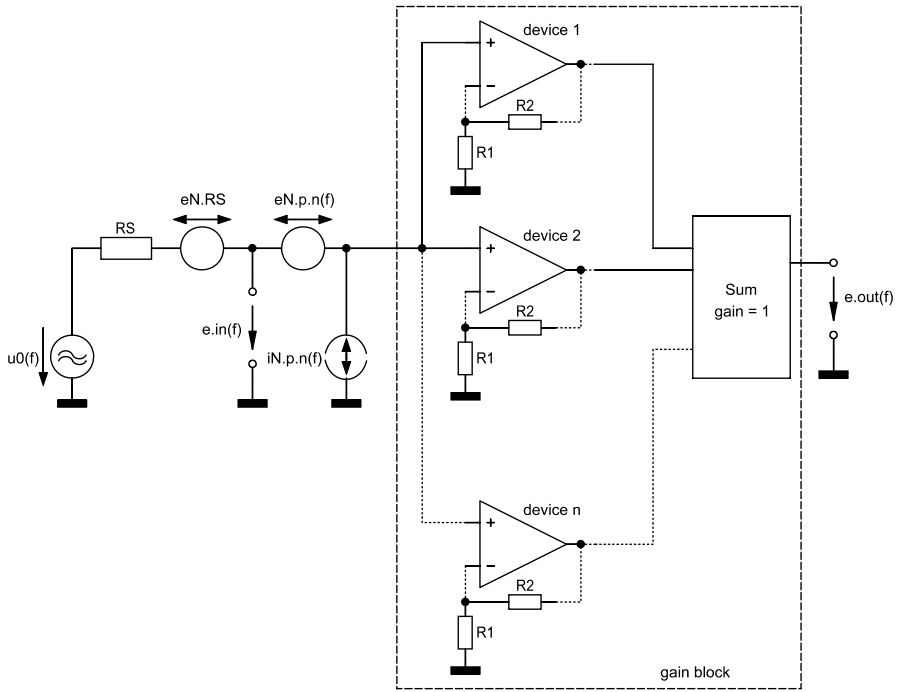 device 1
+
−
R2
R1
eN.RS
eN.p.n(f)
RS
device 2
+
−
R2
R1
Sum
gain = 1
e.out(f)
u0(f)
e.in(f)
iN.p.n(f)
device n
+
−
R2
R1
gain block